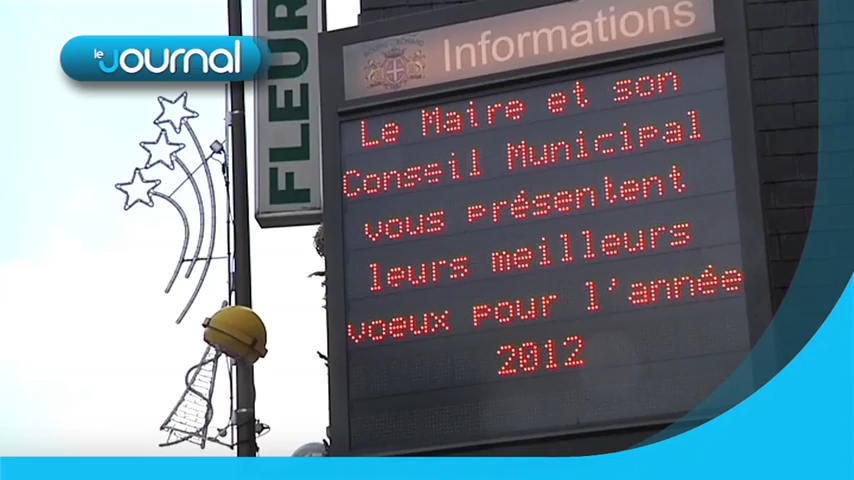 le Journal
FLEUR
Informations
Le Maire et son
Conseil Municipal
vous présentent
leurs meilleurs
voeux pour l'année
2012